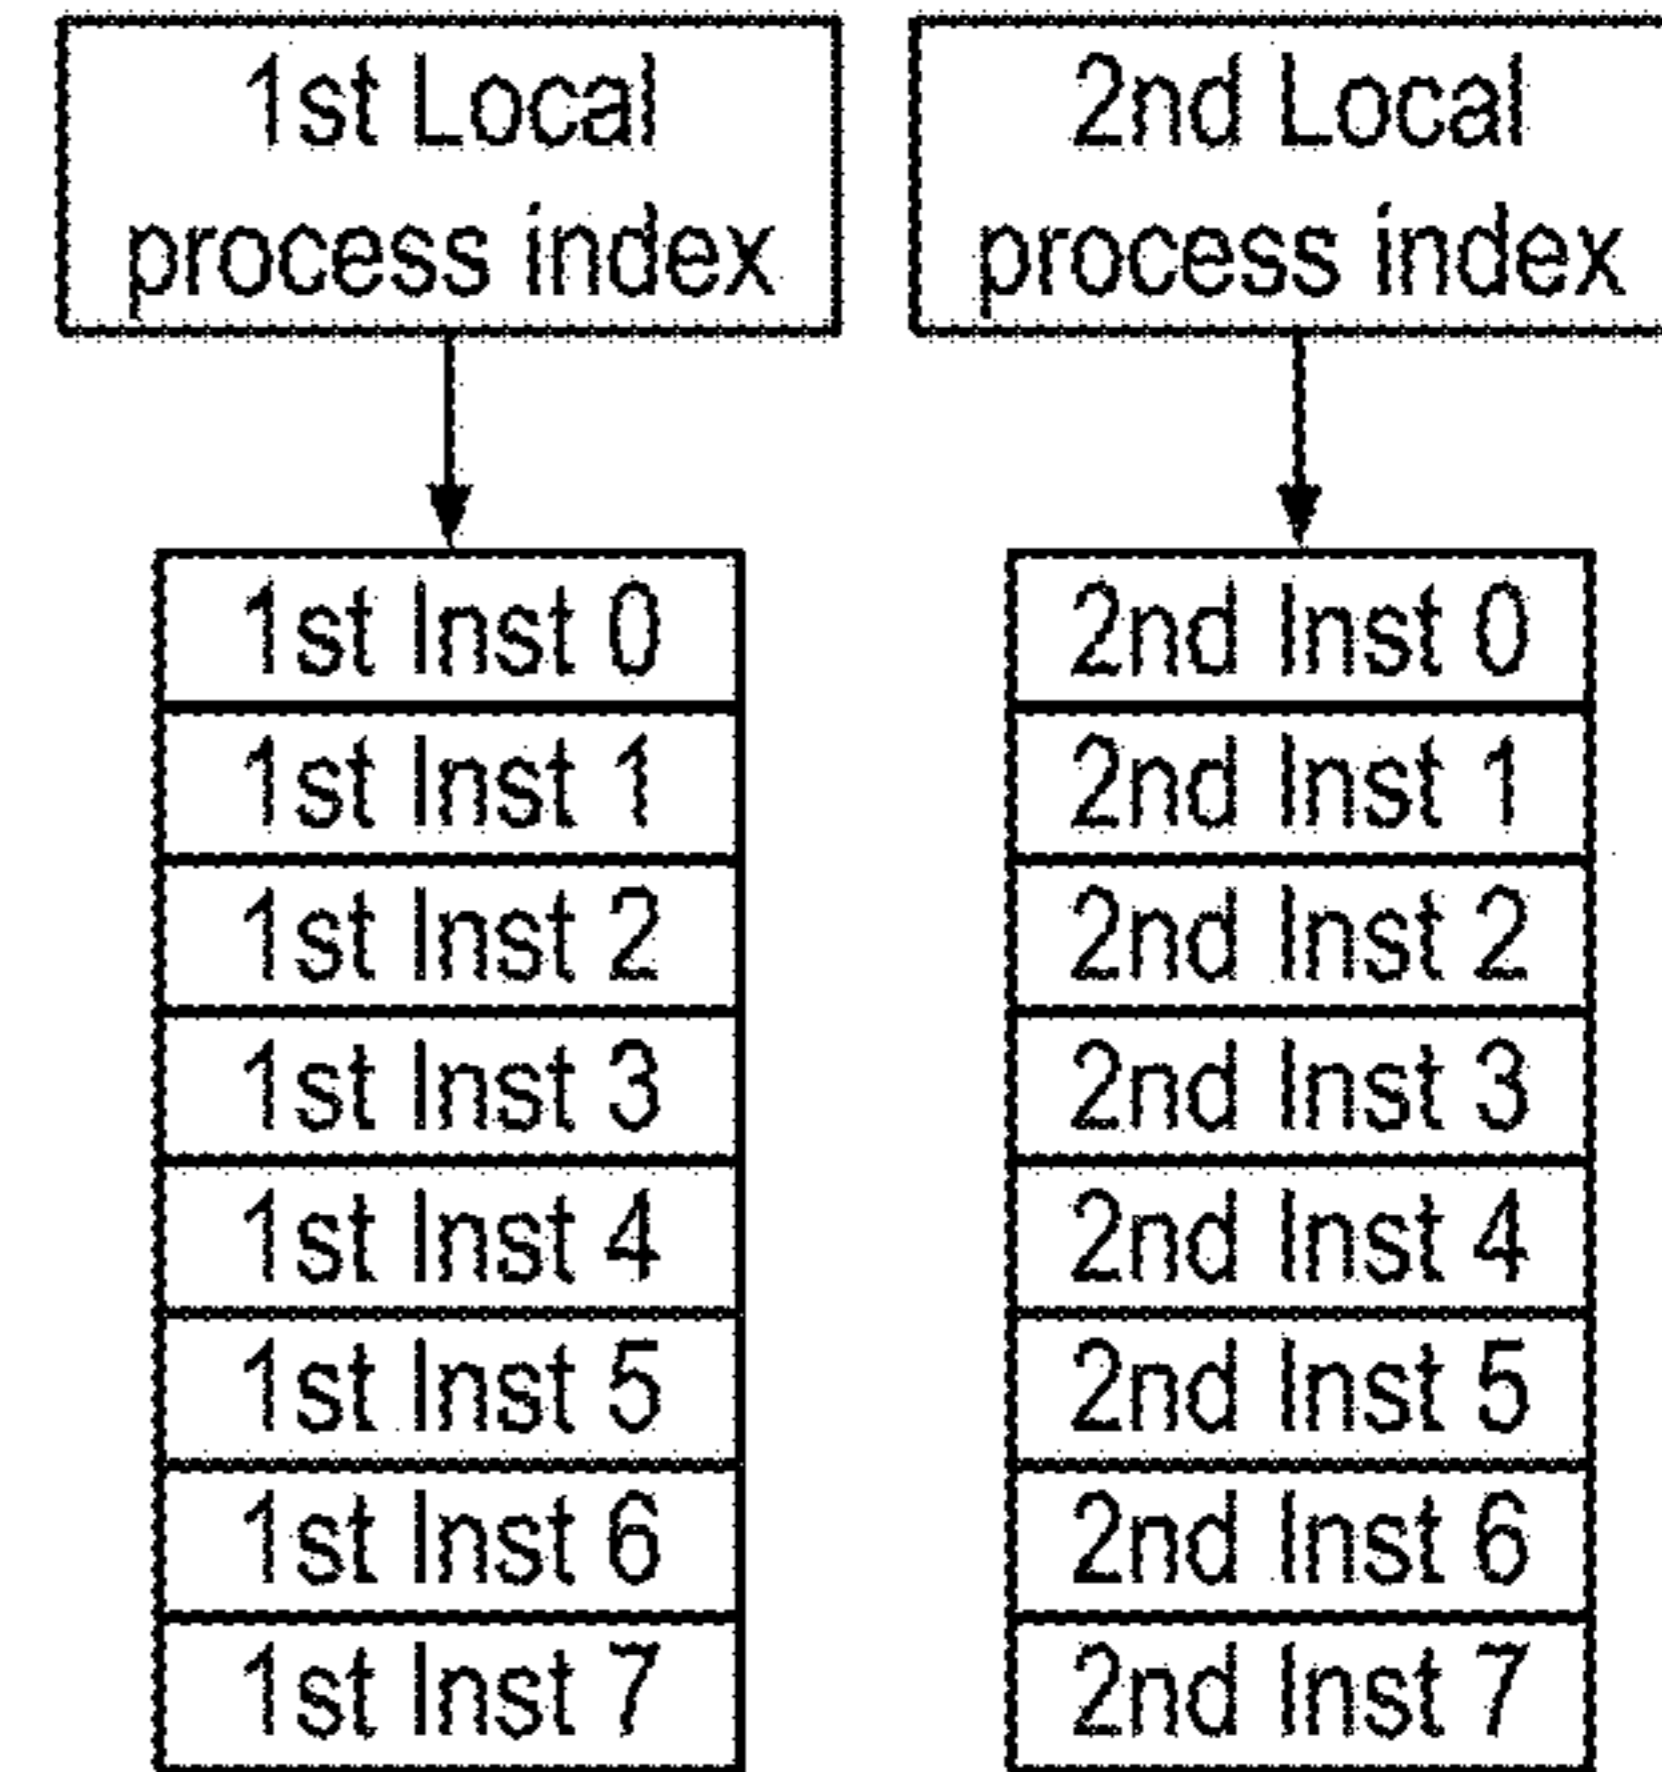 1st Local
process index
2nd Local
process index
1st Inst 0
1st Inst 1
1st Inst 2
1st Inst 3
1st Inst 4
1st Inst 5
1st Inst 6
1st Inst 7
2nd Inst 0
2nd Inst 1
2nd Inst 2
2nd Inst 3
2nd Inst 4
2nd Inst 5
2nd Inst 6
2nd Inst 7